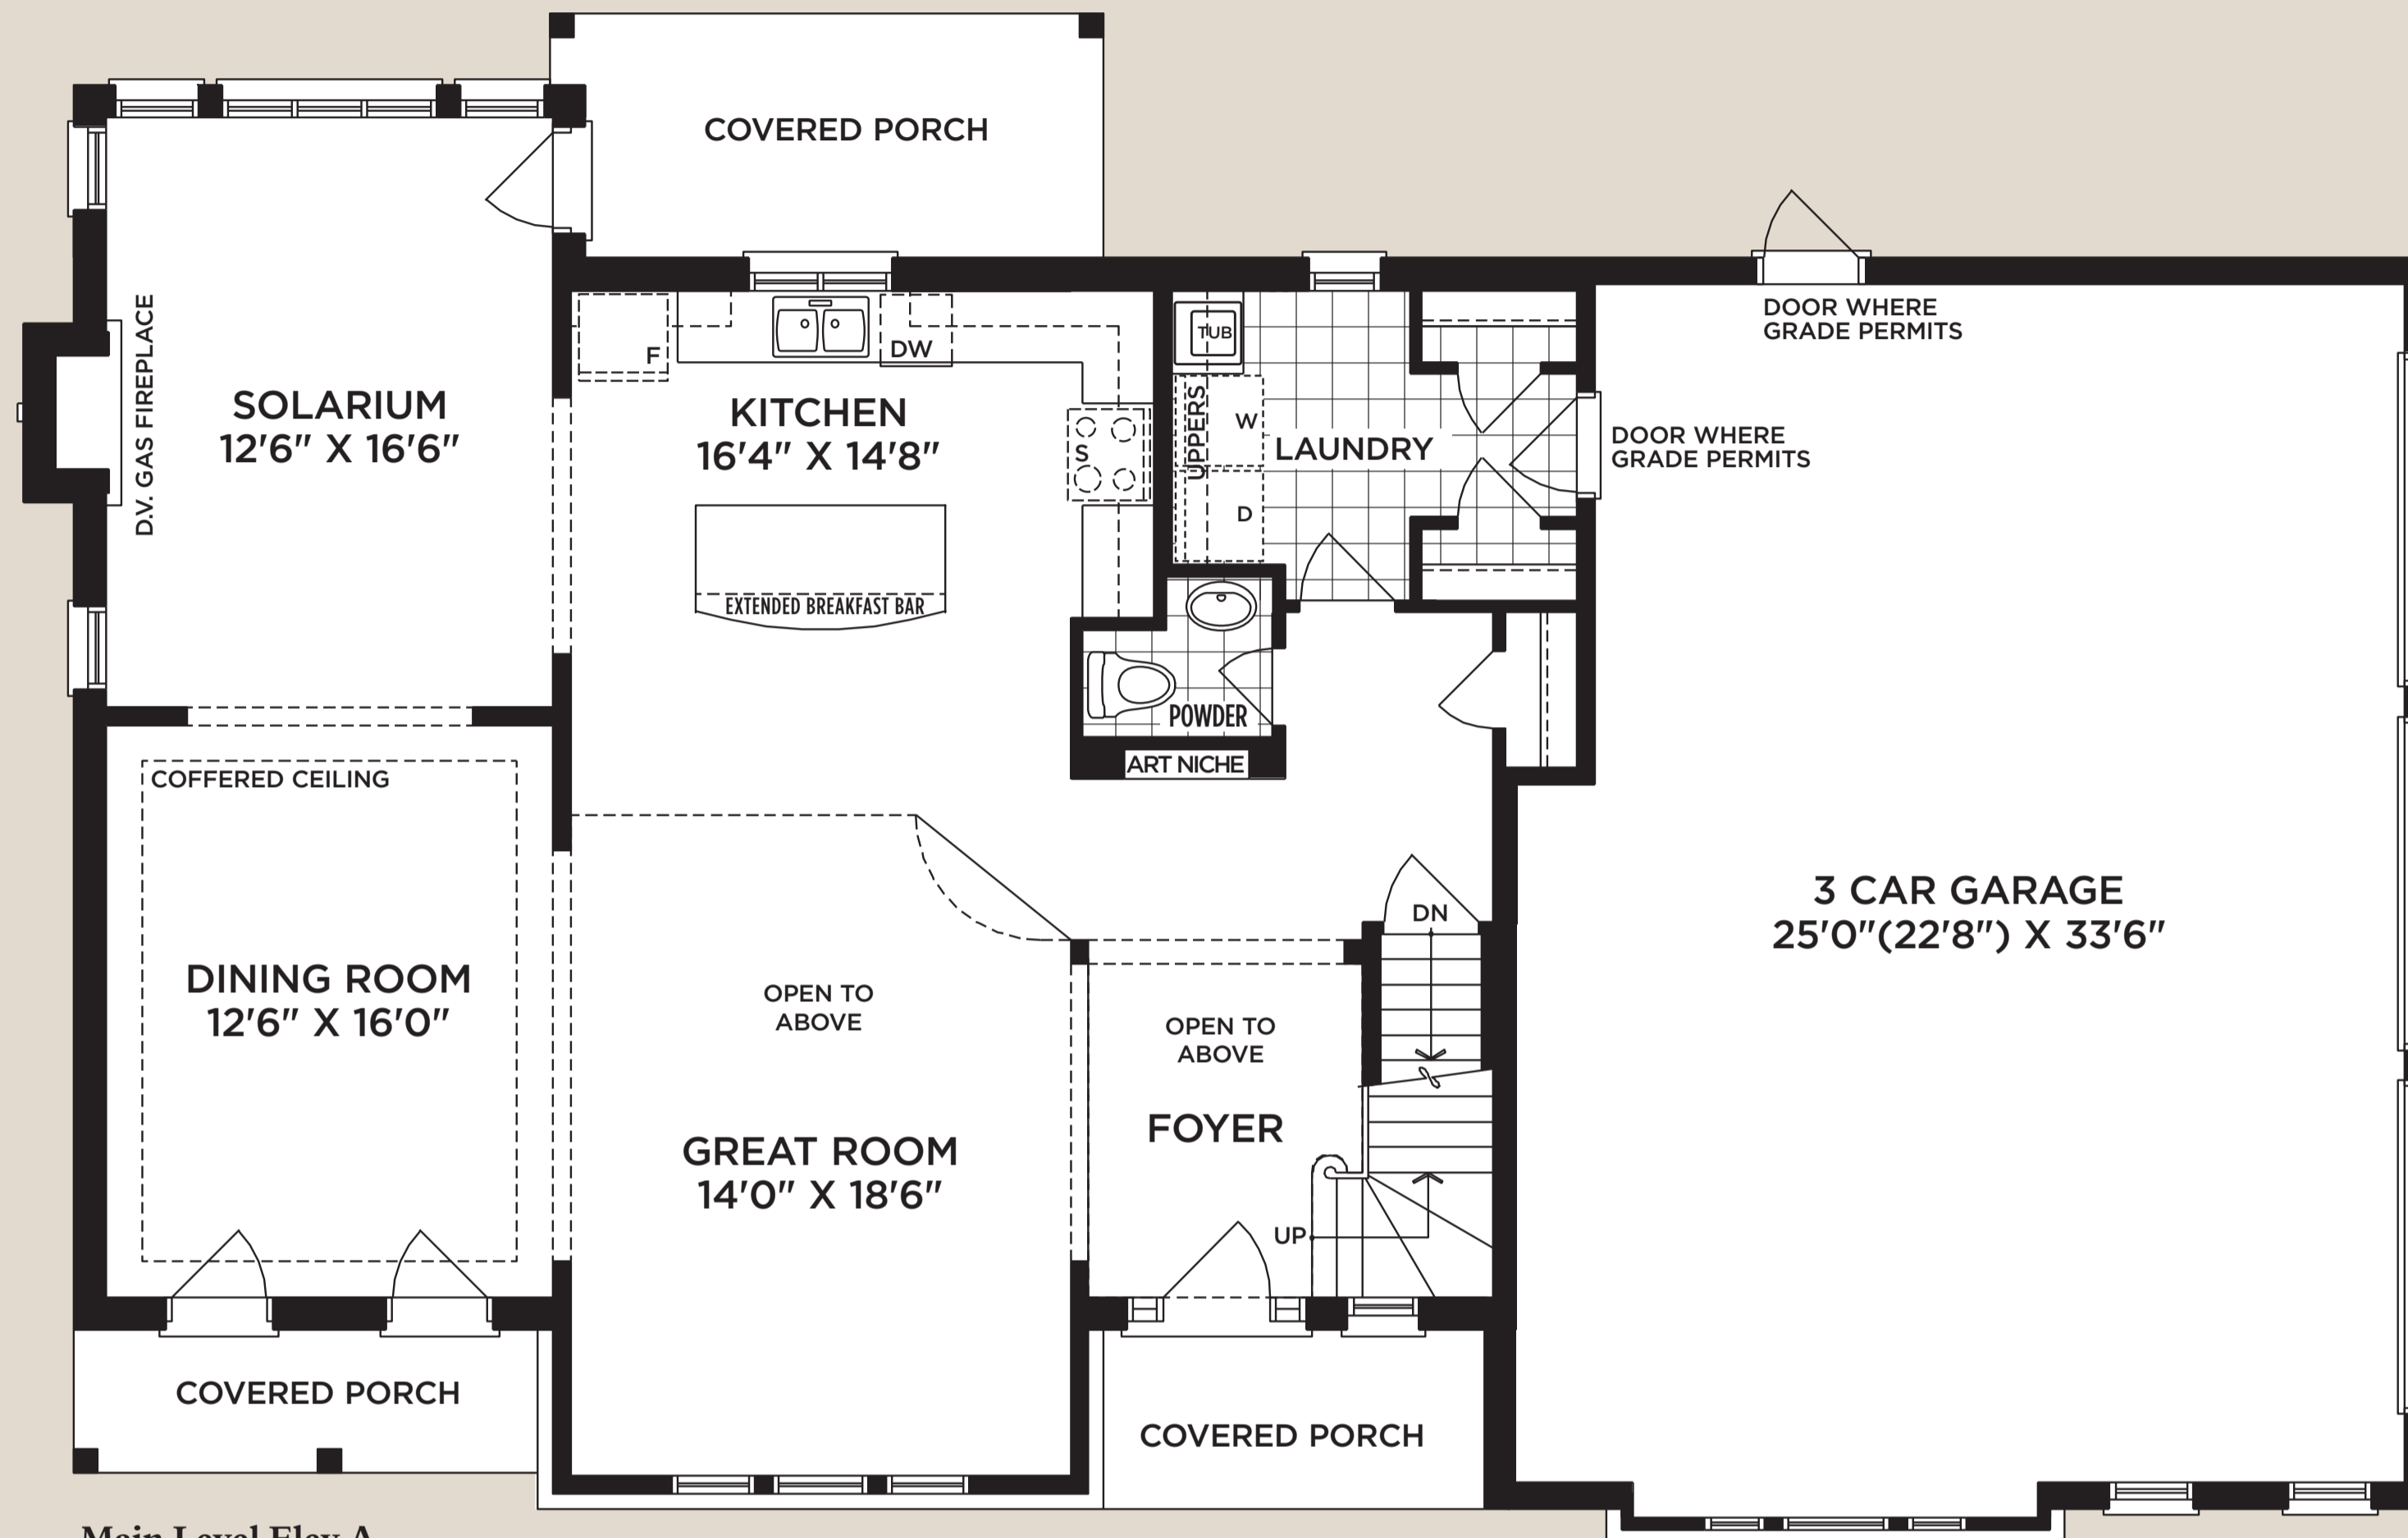 COVERED PORCH
D.V. GAS FIREPLACE
SOLARIUM
12'6" X 16'6"
F
DW
KITCHEN
16'4" X 14'8"
S
EXTENDED BREAKFAST BAR
TUB
UPPERS
W
D
LAUNDRY
DOOR WHERE
GRADE PERMITS
DOOR WHERE
GRADE PERMITS
POWDER
ART NICHE
COFFERED CEILING
DINING ROOM
12'6" X 16'0"
OPEN TO
ABOVE
GREAT ROOM
14'0" X 18'6"
OPEN TO
ABOVE
FOYER
DN
UP
3 CAR GARAGE
25'0"(22'8") X 33'6"
COVERED PORCH
COVERED PORCH
Main Level Elev A